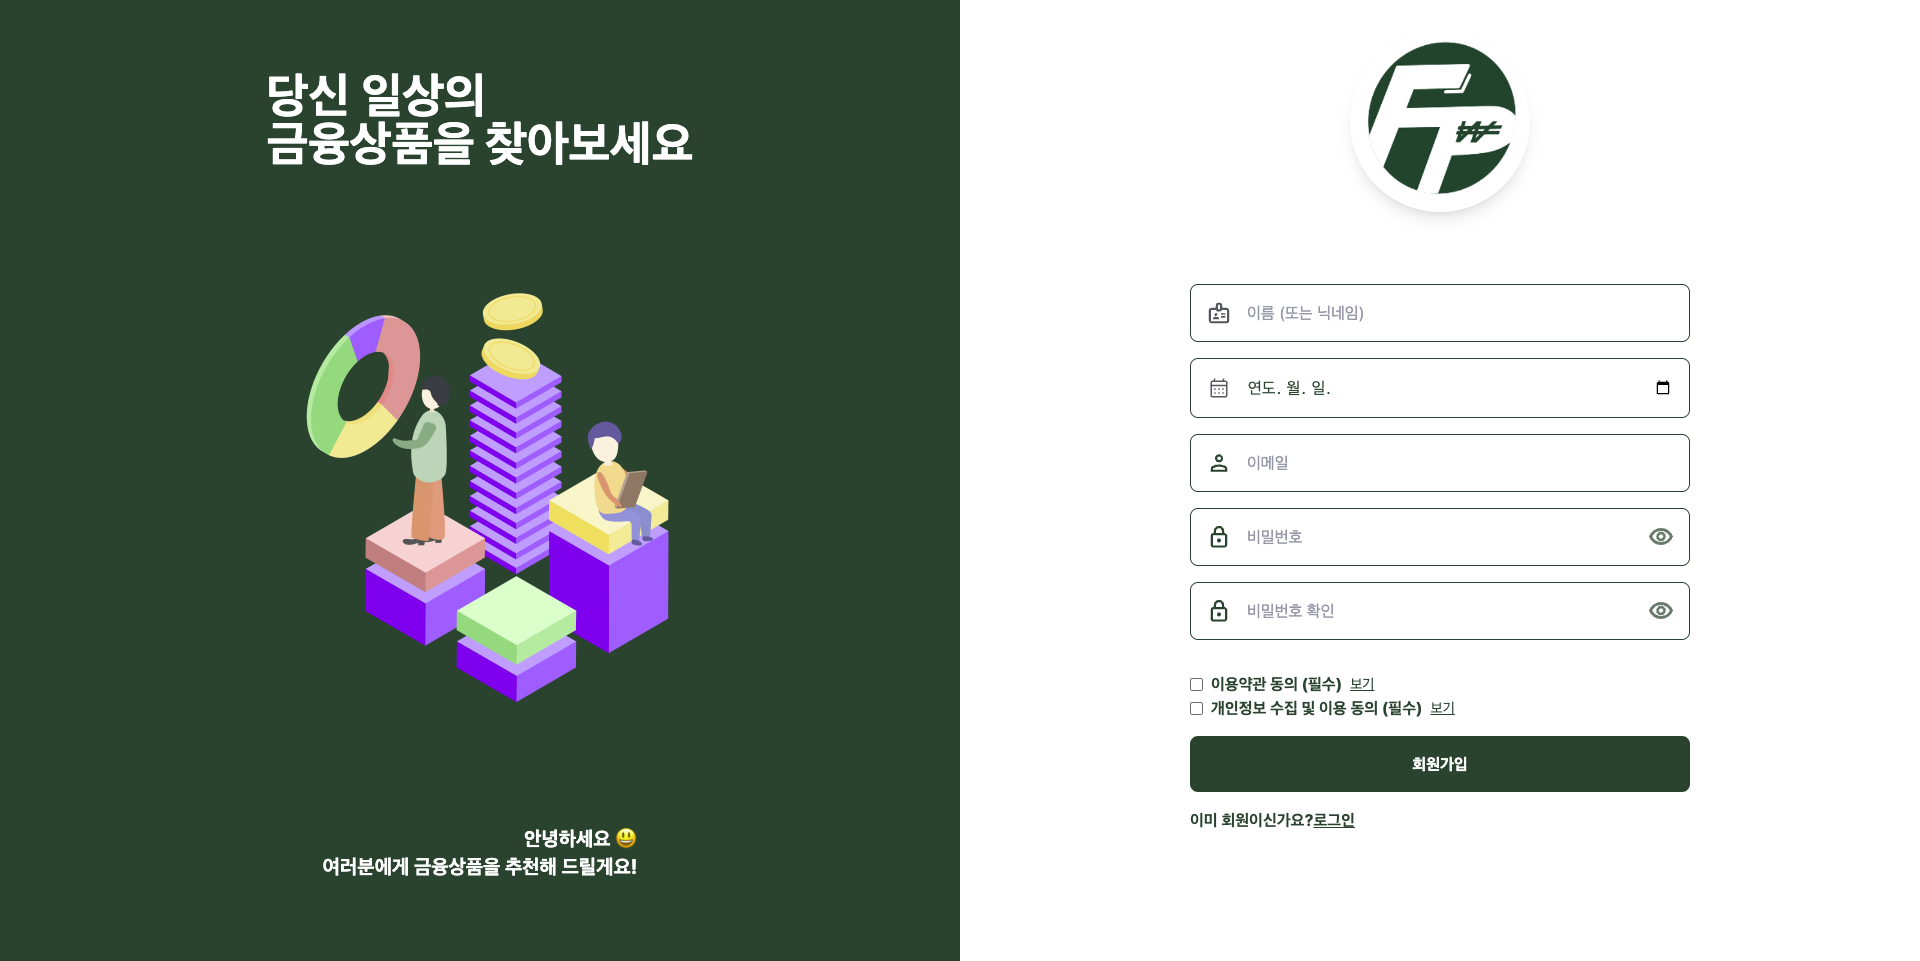 당신 일상의
금융상품을 찾아보세요
안녕하세요 😃
여러분에게 금융상품을 추천해 드릴게요!
FP
₩
이름 (또는 닉네임)
연도. 월. 일.
이메일
비밀번호
비밀번호 확인
이용약관 동의 (필수) 보기
개인정보 수집 및 이용 동의 (필수) 보기
회원가입
이미 회원이신가요?로그인